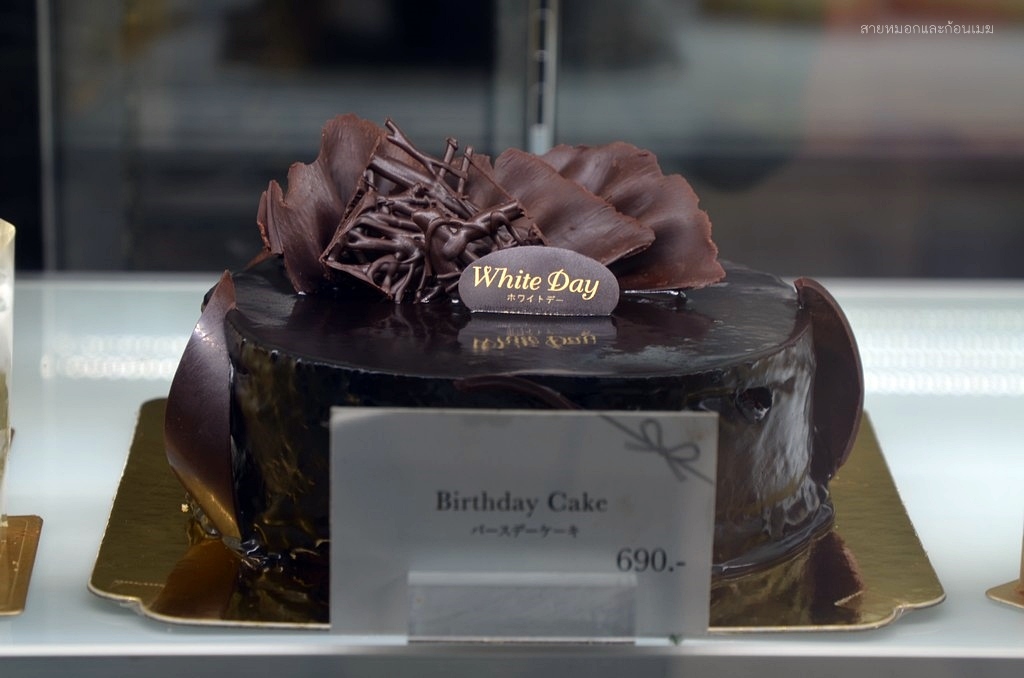 สายหมอกและก้อนเมฆ
White Day
ホワイトデー
Birthday Cake
バースデーケーキ
690.-